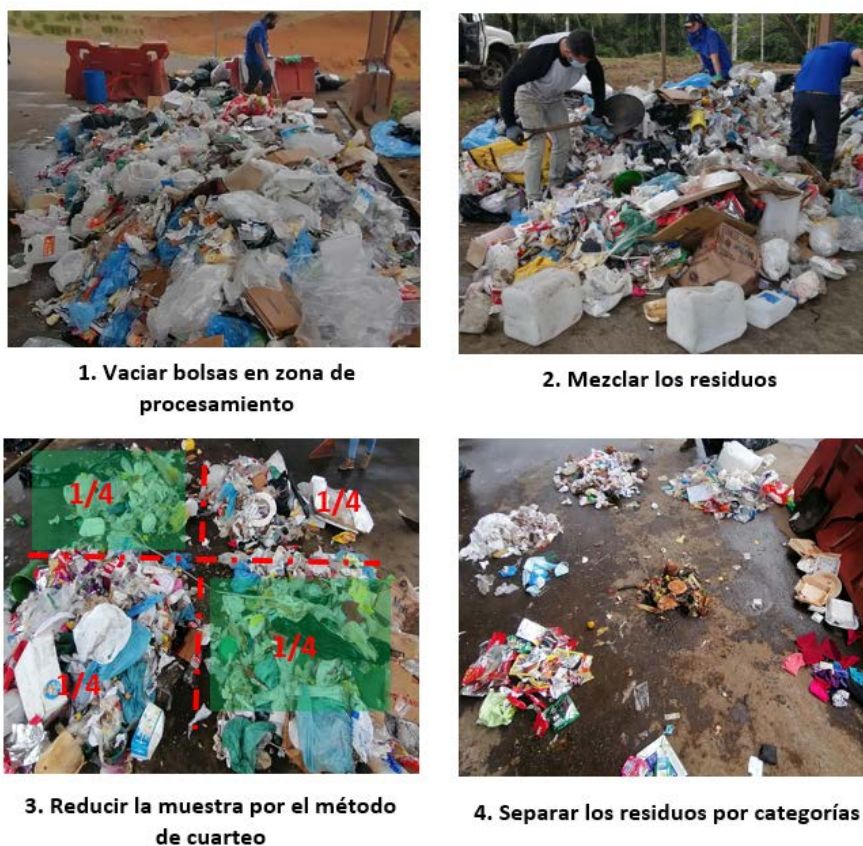 1. Vaciar bolsas en zona de
procesamiento
2. Mezclar los residuos
1/4
1/4
1/4
1/4
3. Reducir la muestra por el método
de cuarteo
4. Separar los residuos por categorías